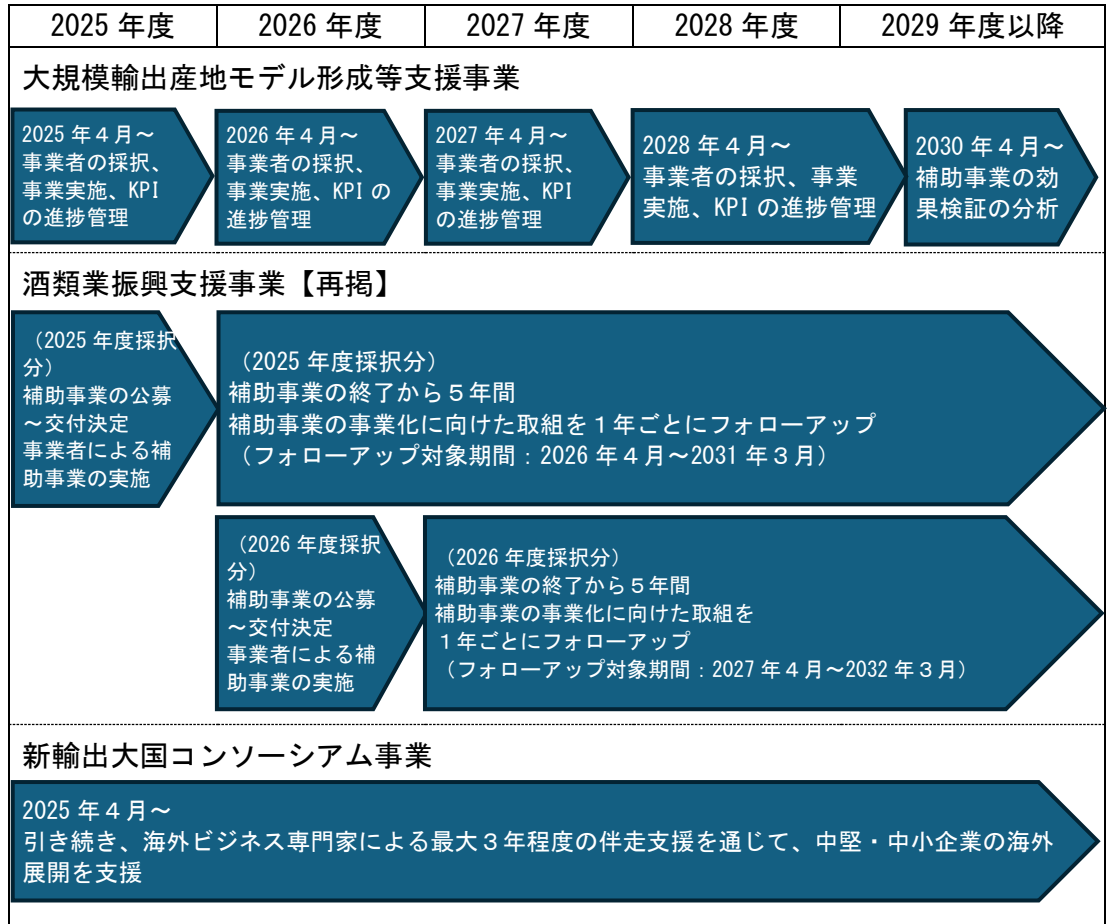 2025 年度
2026 年度
2027 年度
2028 年度
2029 年度以降
大規模輸出産地モデル形成等支援事業
2025 年４月～
事業者の採択、
事業実施、KPI
の進捗管理
2026 年４月～
事業者の採択、
事業実施、KPI の
進捗管理
2027 年４月～
事業者の採択、
事業実施、KPI
の進捗管理
2028 年４月～
事業者の採択、事業
実施、KPI の進捗管理
2030 年４月～
補助事業の効
果検証の分析
酒類業振興支援事業【再掲】
（2025 年度採択
分）
補助事業の公募
～交付決定
事業者による補
助事業の実施
（2025 年度採択分）
補助事業の終了から５年間
補助事業の事業化に向けた取組を１年ごとにフォローアップ
（フォローアップ対象期間：2026 年４月～2031 年３月）
（2026 年度採択
分）
補助事業の公募
～交付決定
事業者による補
助事業の実施
（2026 年度採択分）
補助事業の終了から５年間
補助事業の事業化に向けた取組を
１年ごとにフォローアップ
（フォローアップ対象期間：2027 年４月～2032 年３月）
新輸出大国コンソーシアム事業
2025 年４月～
引き続き、海外ビジネス専門家による最大３年程度の伴走支援を通じて、中堅・中小企業の海外
展開を支援